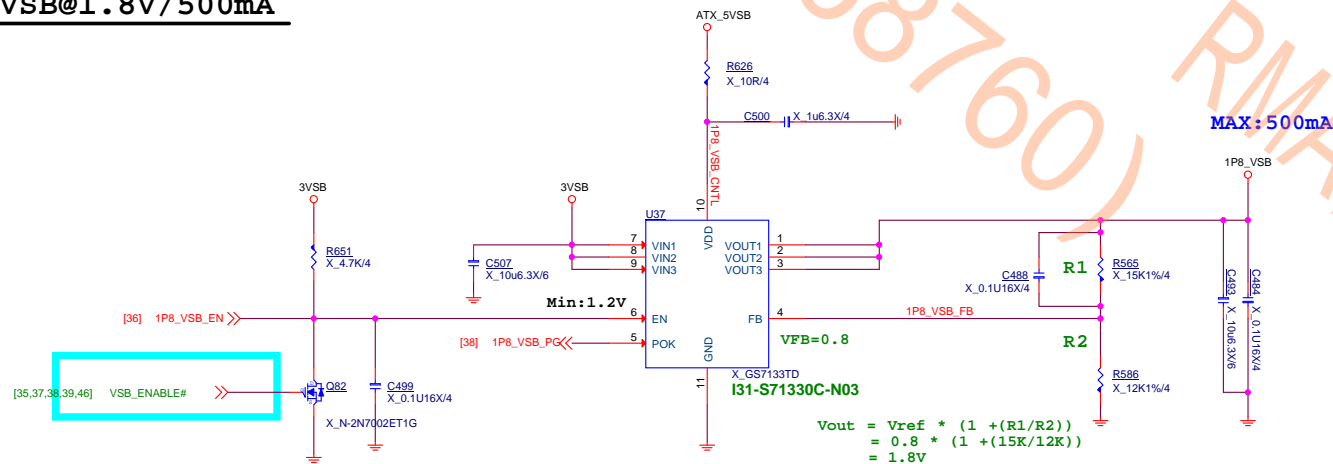 VSB@1.8V/500mA
8760)
RMA
ATX_5VSB
R626
X_10R/4
C500
X_1u6.3X/4
1P8_VSB_CNTL
MAX:500mA
1P8_VSB
3VSB
3VSB
U37
10
VDD
R651
X_4.7K/4
C507
X_10u6.3X/6
7
8
9
VIN1
VIN2
VIN3
VOUT1
VOUT2
VOUT3
1
2
3
C488
X_0.1U16X/4
R1
R565
X_15K1%/4
C493
X_10u6.3X/6
C484
X_0.1U16X/4
Min:1.2V
[36] 1P8_VSB_EN
6
EN
FB
4
1P8_VSB_FB
[38] 1P8_VSB_PG
5
POK
GND
11
VFB=0.8
R2
R586
X_12K1%/4
X_GS7133TD
I31-S71330C-N03
[35,37,38,39,46] VSB_ENABLE#
Q82
X_N-2N7002ET1G
C499
X_0.1U16X/4
Vout = Vref * (1 +(R1/R2))
= 0.8 * (1 +(15K/12K))
= 1.8V